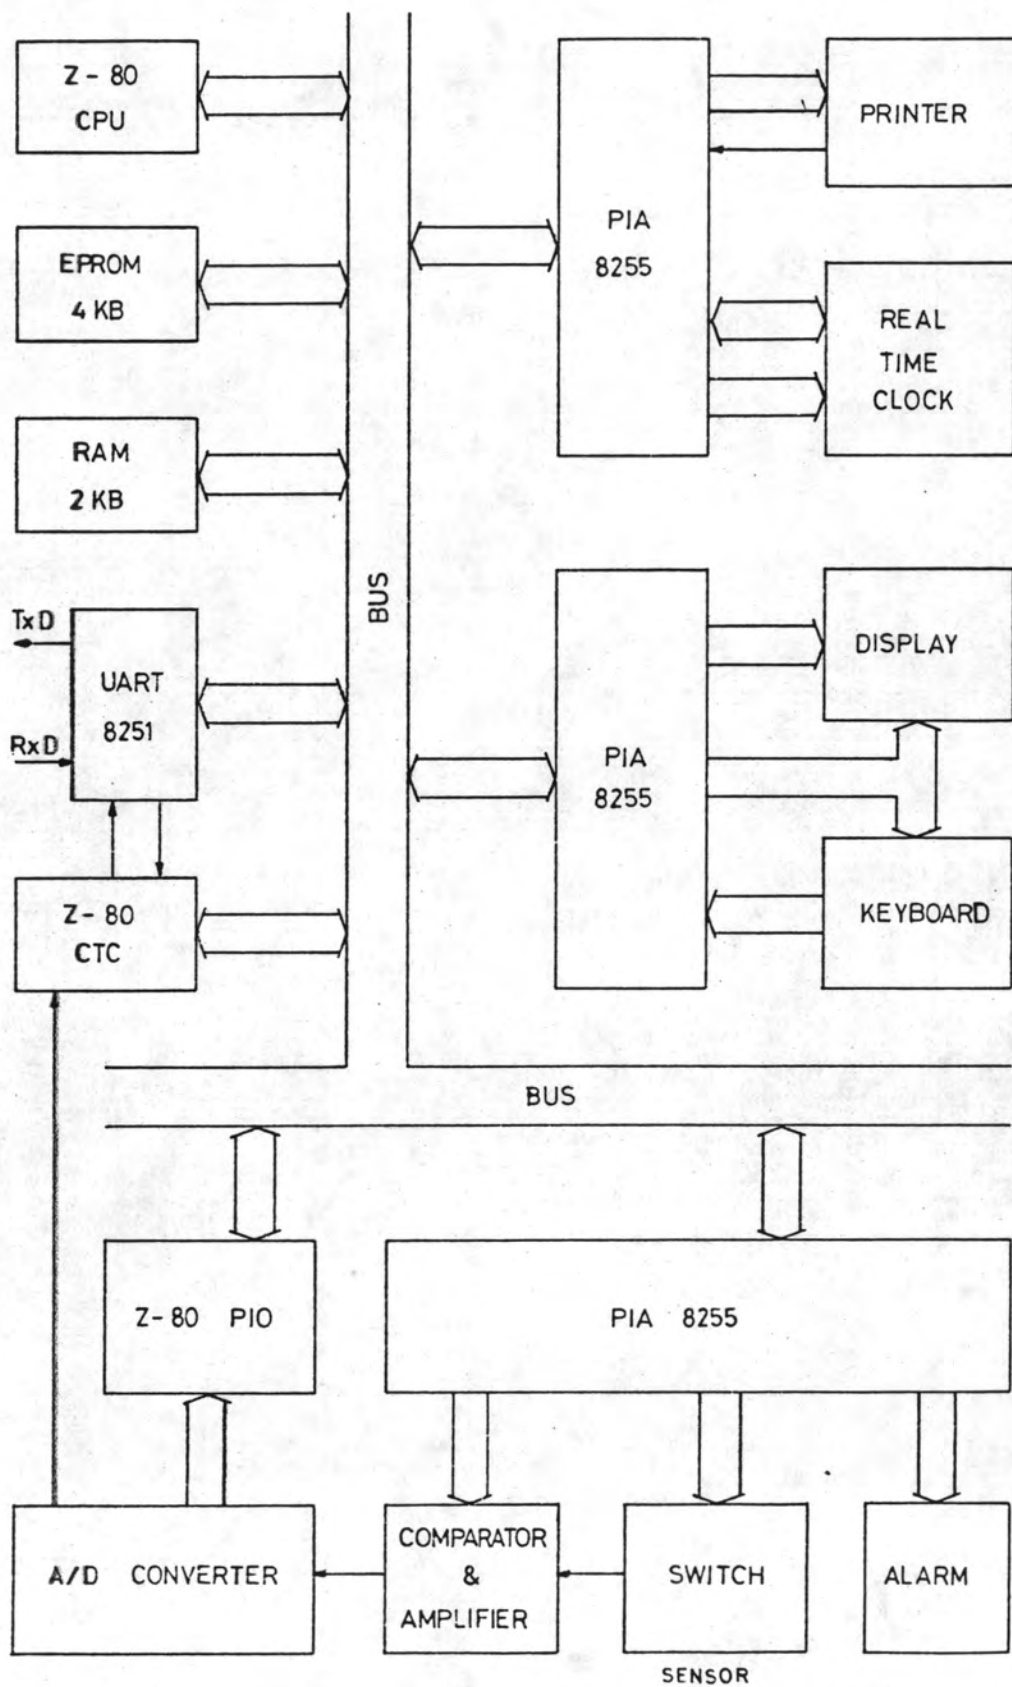 Z-80
CPU
EPROM
4 KB
RAM
2 KB
TxD
UART
8251
RxD
Z-80
CTC
BUS
PIA
8255
PRINTER
REAL
TIME
CLOCK
PIA
8255
DISPLAY
KEYBOARD
BUS
Z-80 PIO
PIA 8255
A/D CONVERTER
COMPARATOR
&
AMPLIFIER
SWITCH
SENSOR
ALARM